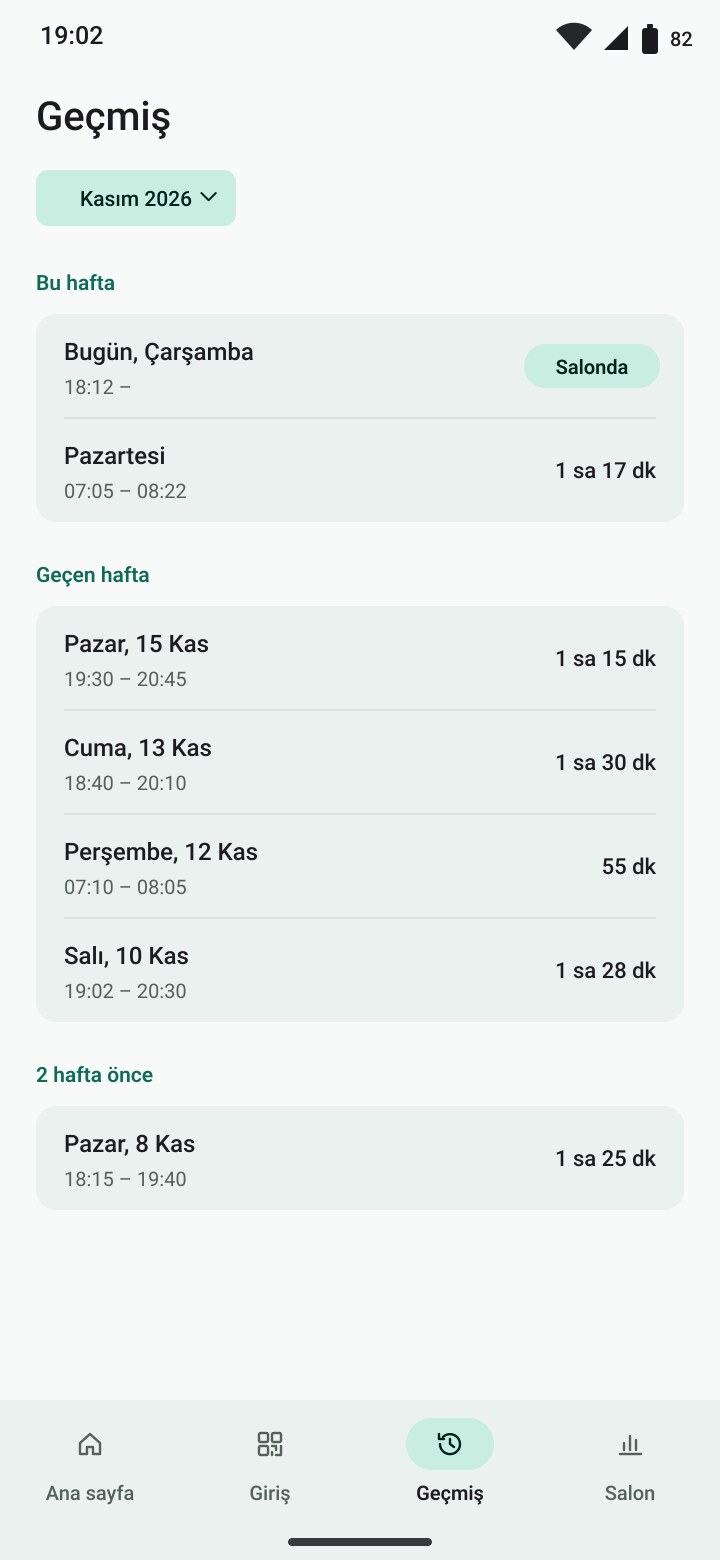 19:02
82
Geçmiş
Kasım 2026
Bu hafta
Bugün, Çarşamba
18:12 –
Salonda
Pazartesi
07:05 – 08:22
1 sa 17 dk
Geçen hafta
Pazar, 15 Kas
19:30 – 20:45
1 sa 15 dk
Cuma, 13 Kas
18:40 – 20:10
1 sa 30 dk
Perşembe, 12 Kas
07:10 – 08:05
55 dk
Salı, 10 Kas
19:02 – 20:30
1 sa 28 dk
2 hafta önce
Pazar, 8 Kas
18:15 – 19:40
1 sa 25 dk
Ana sayfa
Giriş
Geçmiş
Salon